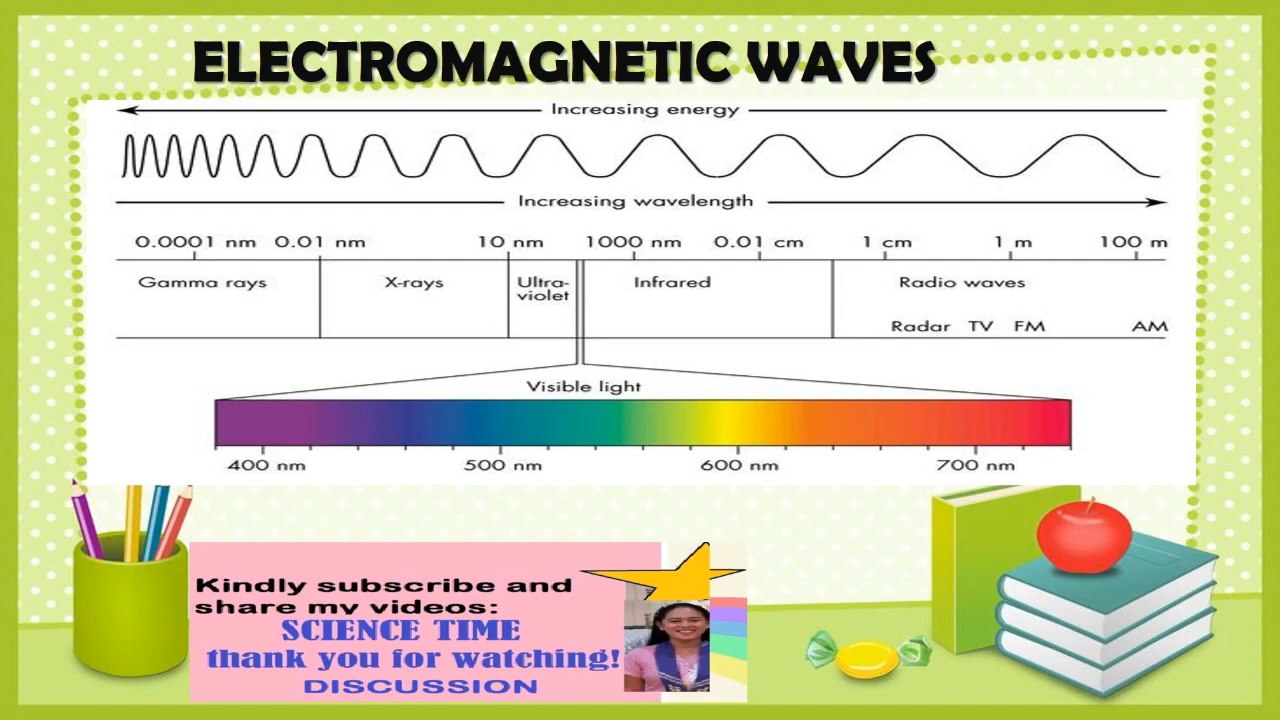 ELECTROMAGNETIC WAVES
Increasing energy
Increasing wavelength
0.0001 nm 0.01 nm 10 nm 1000 nm 0.01 cm 1 cm 1 m 100 m
Gamma rays X-rays Ultra- Infrared Radio waves
violet
Radar TV FM AM
Visible light
400 nm 500 nm 600 nm 700 nm
Kindly subscribe and
share my videos:
SCIENCE TIME
thank you for watching!
DISCUSSION